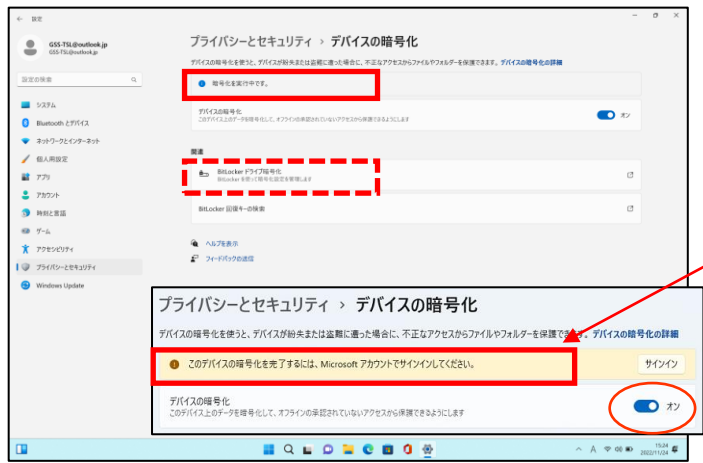 ← 設定
GSS-TSL@outlook.jp
GSS-TSL@outlook.jp
設定の検索
システム
Bluetooth とデバイス
ネットワークとインターネット
個人用設定
アプリ
アカウント
時刻と言語
ゲーム
アクセシビリティ
プライバシーとセキュリティ
Windows Update
プライバシーとセキュリティ › デバイスの暗号化
デバイスの暗号化を使うと、デバイスが紛失または盗難に遭った場合に、不正なアクセスからファイルやフォルダーを保護できます。 デバイスの暗号化の詳細
暗号化を実行中です。
デバイスの暗号化
このデバイス上のデータを暗号化して、オフラインの承認されていないアクセスから保護できるようにします
オン
関連
BitLocker ドライブ暗号化
BitLocker を使って暗号化設定を管理します
BitLocker 回復キーの検索
ヘルプを表示
フィードバックの送信
プライバシーとセキュリティ › デバイスの暗号化
デバイスの暗号化を使うと、デバイスが紛失または盗難に遭った場合に、不正なアクセスからファイルやフォルダーを保護できます。 デバイスの暗号化の詳細
このデバイスの暗号化を完了するには、Microsoft アカウントでサインインしてください。
サインイン
デバイスの暗号化
このデバイス上のデータを暗号化して、オフラインの承認されていないアクセスから保護できるようにします
オン
A
15:24
2022/11/24